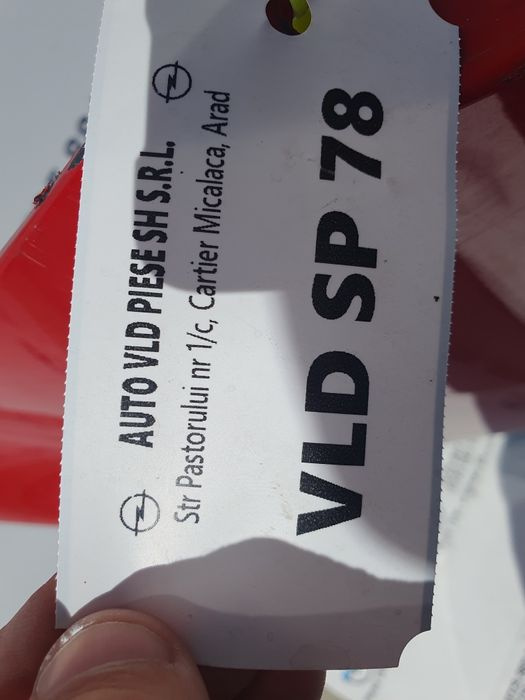 AUTO VLD PIESE SH S.R.L.
Str Pastorului nr 1/c, Cartier Micalaca, Arad
VLD SP 78